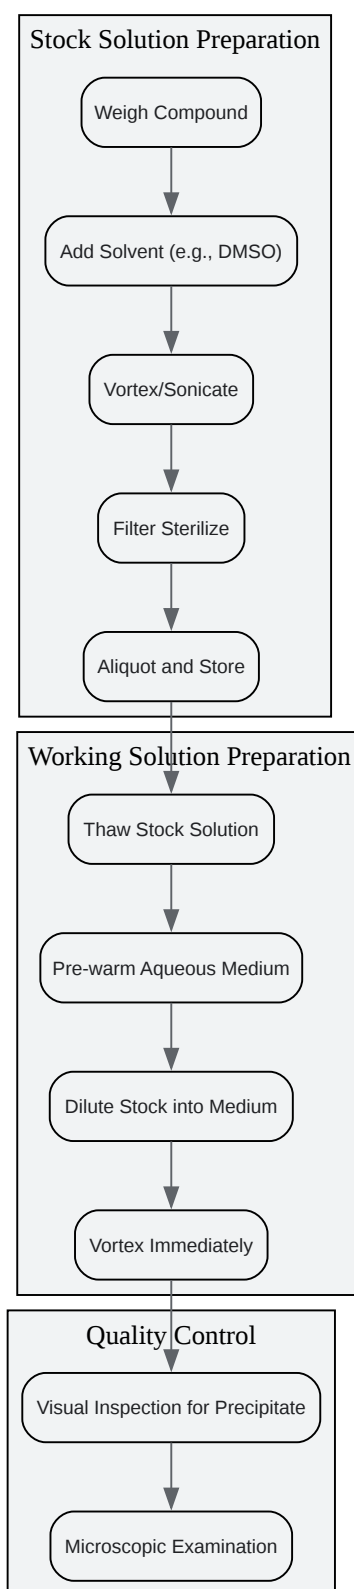 Stock Solution Preparation
Weigh Compound
Add Solvent (e.g., DMSO)
Vortex/Sonicate
Filter Sterilize
Aliquot and Store
Working Solution Preparation
Thaw Stock Solution
Pre-warm Aqueous Medium
Dilute Stock into Medium
Vortex Immediately
Quality Control
Visual Inspection for Precipitate
Microscopic Examination